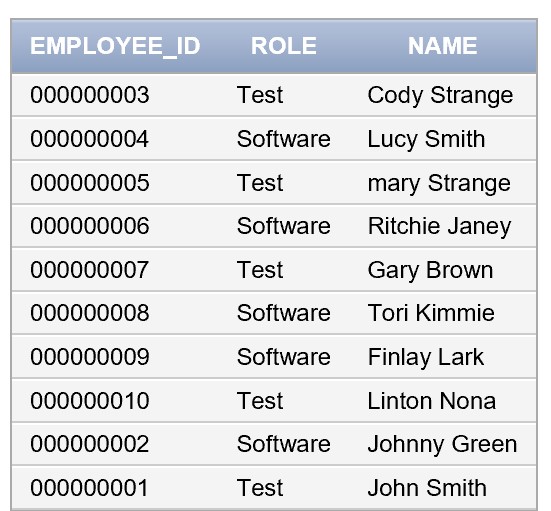 EMPLOYEE_ID ROLE NAME
000000003 Test Cody Strange
000000004 Software Lucy Smith
000000005 Test mary Strange
000000006 Software Ritchie Janey
000000007 Test Gary Brown
000000008 Software Tori Kimmie
000000009 Software Finlay Lark
000000010 Test Linton Nona
000000002 Software Johnny Green
000000001 Test John Smith